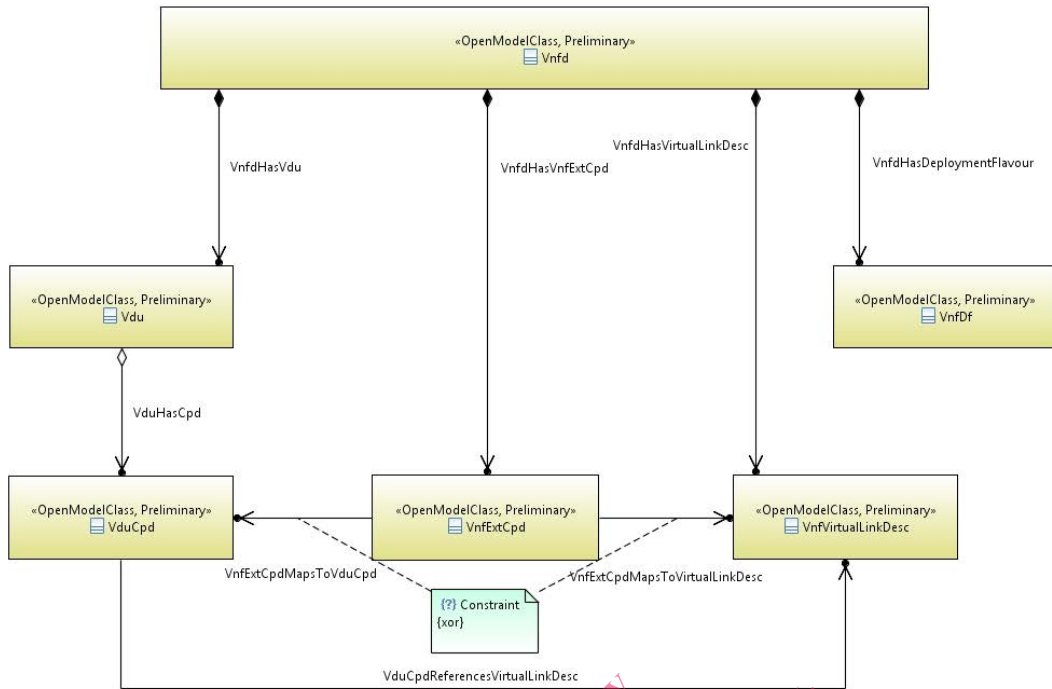 «OpenModelClass, Preliminary»
Vnfd
VnfdHasVdu
VnfdHasVnfExtCpd
VnfdHasVirtualLinkDesc
VnfdHasDeploymentFlavour
«OpenModelClass, Preliminary»
Vdu
«OpenModelClass, Preliminary»
VnfDf
VduHasCpd
«OpenModelClass, Preliminary»
VduCpd
«OpenModelClass, Preliminary»
VnfExtCpd
«OpenModelClass, Preliminary»
VnfVirtualLinkDesc
VnfExtCpdMapsToVduCpd
VnfExtCpdMapsToVirtualLinkDesc
{?} Constraint
{xor}
VduCpdReferencesVirtualLinkDesc